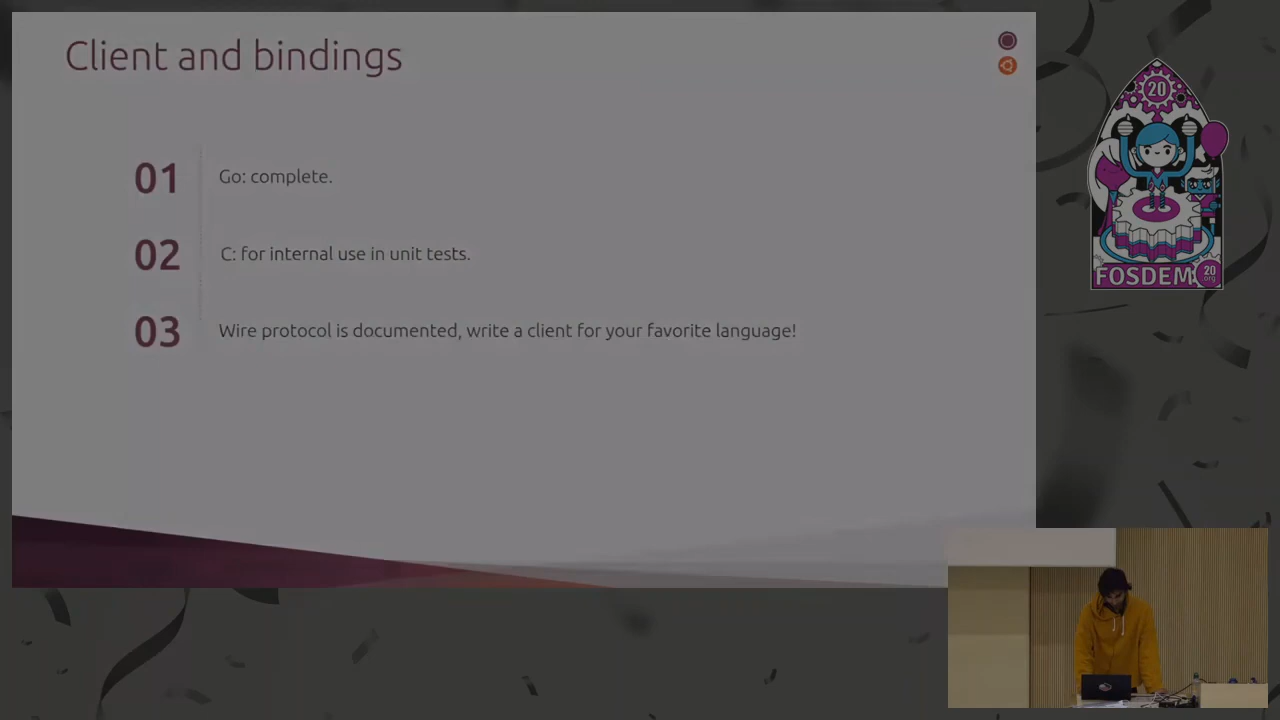 Client and bindings
01 Go: complete.
02 C: for internal use in unit tests.
03 Wire protocol is documented, write a client for your favorite language!
20
FOSDEM
20
org